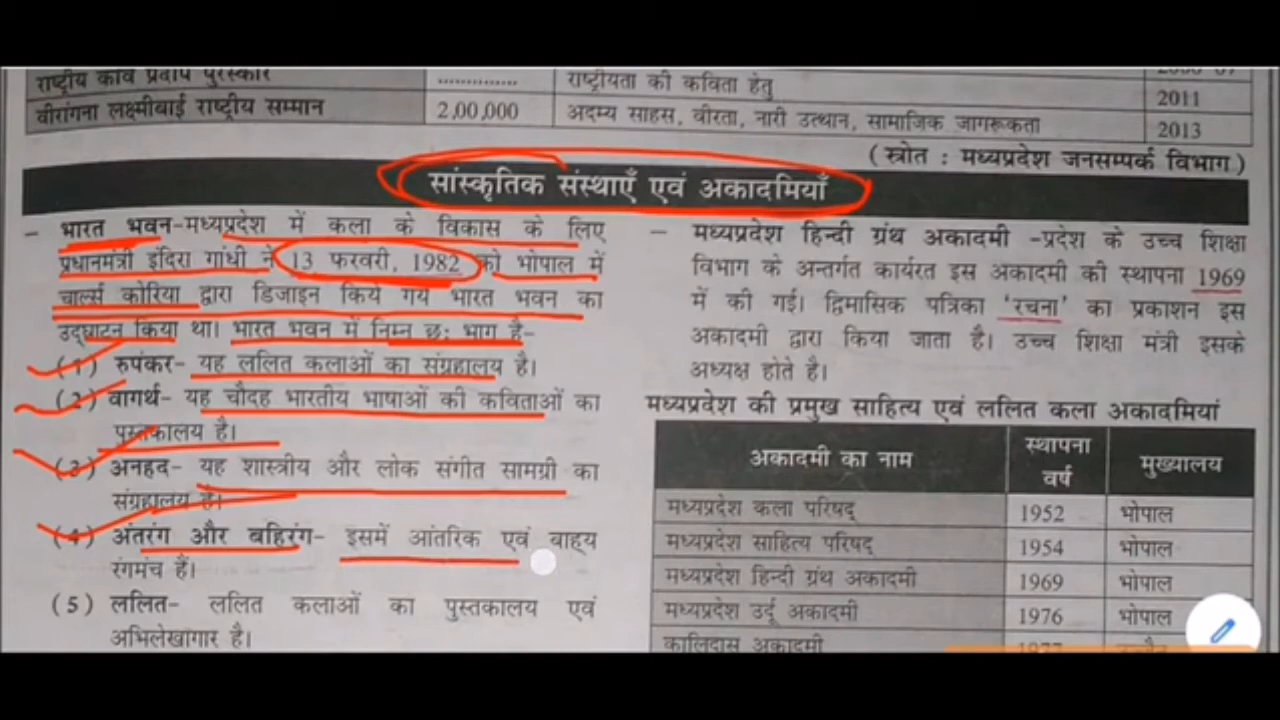 राष्ट्रीय कवि प्रदीप पुरस्कार .............. राष्ट्रीयता की कविता हेतु 2011
वीरांगना लक्ष्मीबाई राष्ट्रीय सम्मान 2,00,000 अदम्य साहस, वीरता, नारी उत्थान, सामाजिक जागरूकता 2013
(स्रोत : मध्यप्रदेश जनसम्पर्क विभाग)
सांस्कृतिक संस्थाएँ एवं अकादमियाँ
– भारत भवन-मध्यप्रदेश में कला के विकास के लिए
प्रधानमंत्री इंदिरा गांधी ने 13 फरवरी, 1982 को भोपाल में
चार्ल्स कोरिया द्वारा डिजाइन किये गये भारत भवन का
उद्घाटन किया था। भारत भवन में निम्न छः भाग है-
(1) रुपंकर- यह ललित कलाओं का संग्रहालय है।
(2) वागर्थ- यह चौदह भारतीय भाषाओं की कविताओं का
पुस्तकालय है।
(3) अनहद- यह शास्त्रीय और लोक संगीत सामग्री का
संग्रहालय है।
(4) अंतरंग और बहिरंग- इसमें आंतरिक एवं बाह्य
रंगमंच हैं।
(5) ललित- ललित कलाओं का पुस्तकालय एवं
अभिलेखागार है।
– मध्यप्रदेश हिन्दी ग्रंथ अकादमी -प्रदेश के उच्च शिक्षा
विभाग के अन्तर्गत कार्यरत इस अकादमी की स्थापना 1969
में की गई। द्विमासिक पत्रिका ‘रचना’ का प्रकाशन इस
अकादमी द्वारा किया जाता है। उच्च शिक्षा मंत्री इसके
अध्यक्ष होते है।
मध्यप्रदेश की प्रमुख साहित्य एवं ललित कला अकादमियां
अकादमी का नाम स्थापना वर्ष मुख्यालय
मध्यप्रदेश कला परिषद् 1952 भोपाल
मध्यप्रदेश साहित्य परिषद् 1954 भोपाल
मध्यप्रदेश हिन्दी ग्रंथ अकादमी 1969 भोपाल
मध्यप्रदेश उर्दू अकादमी 1976 भोपाल
कालिदास अकादमी